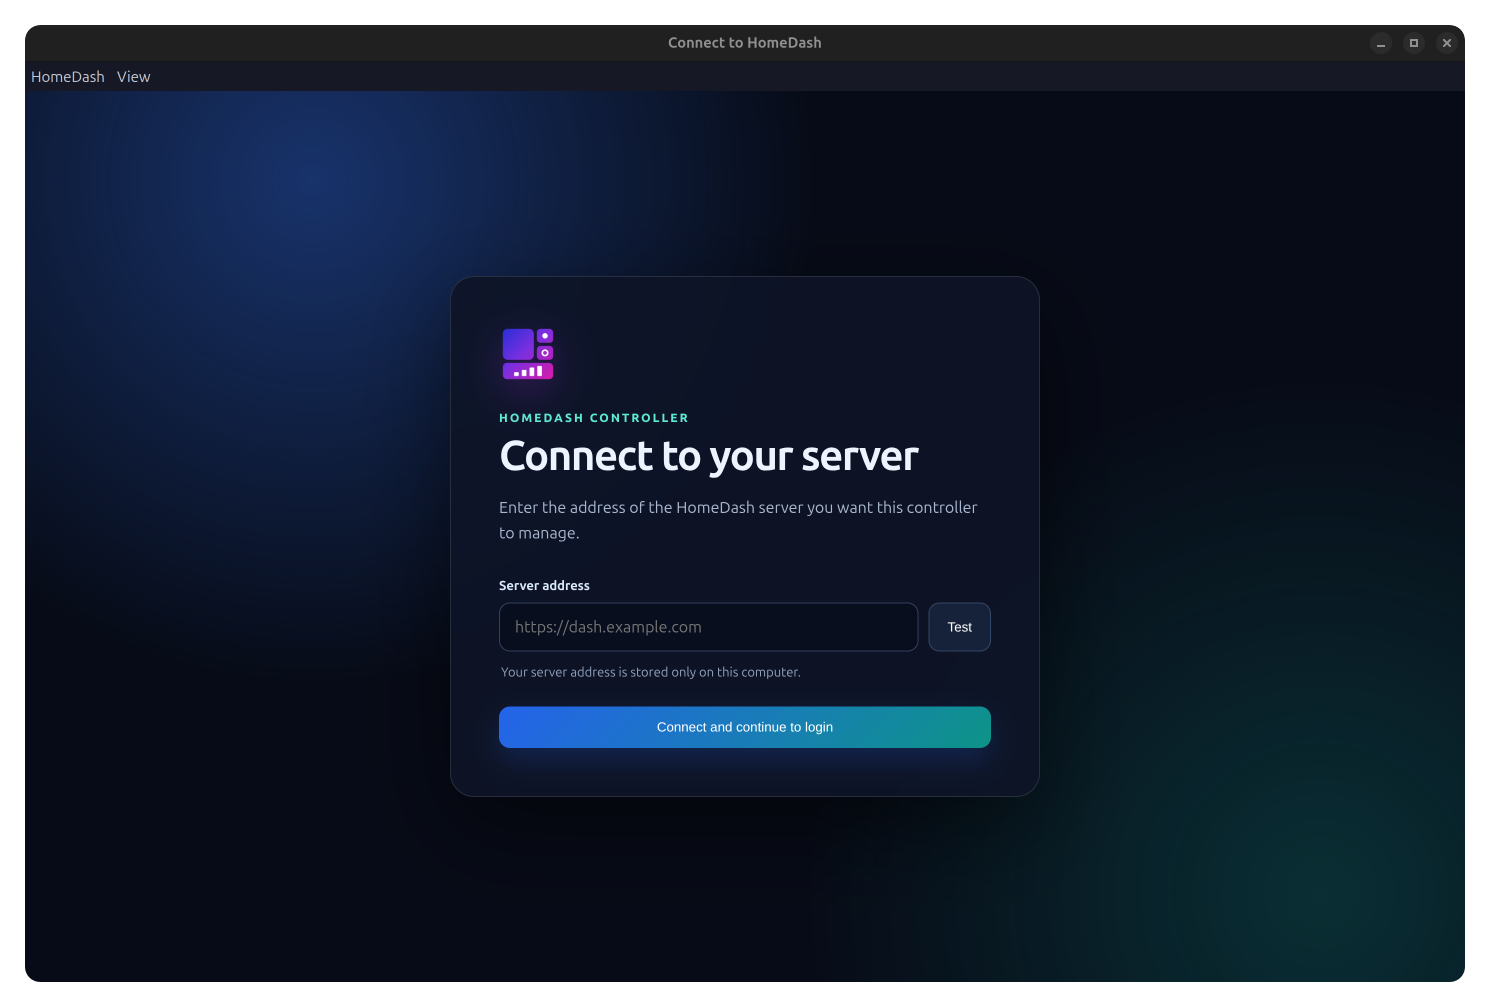 Connect to HomeDash
HomeDash View
HOMEDASH CONTROLLER
Connect to your server
Enter the address of the HomeDash server you want this controller
to manage.
Server address
https://dash.example.com
Test
Your server address is stored only on this computer.
Connect and continue to login